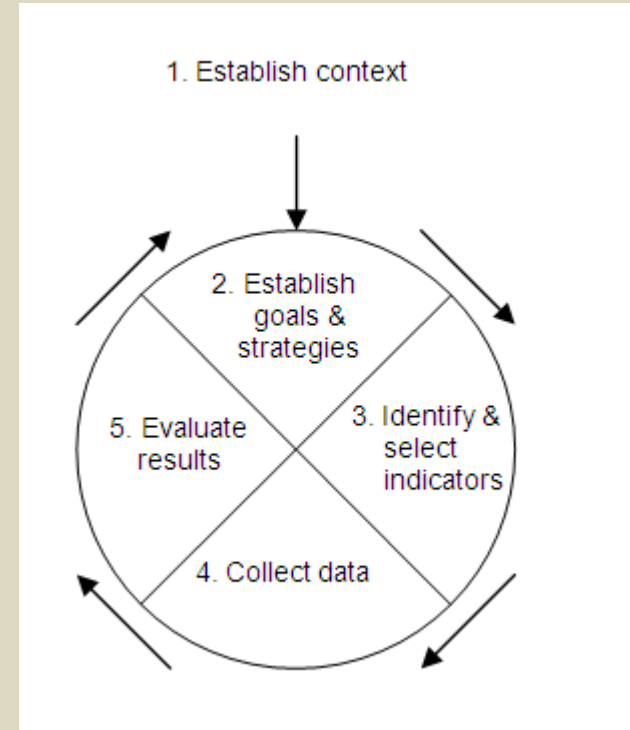 1. Establish context
2. Establish
goals &
strategies
3. Identify &
select
indicators
4. Collect data
5. Evaluate
results